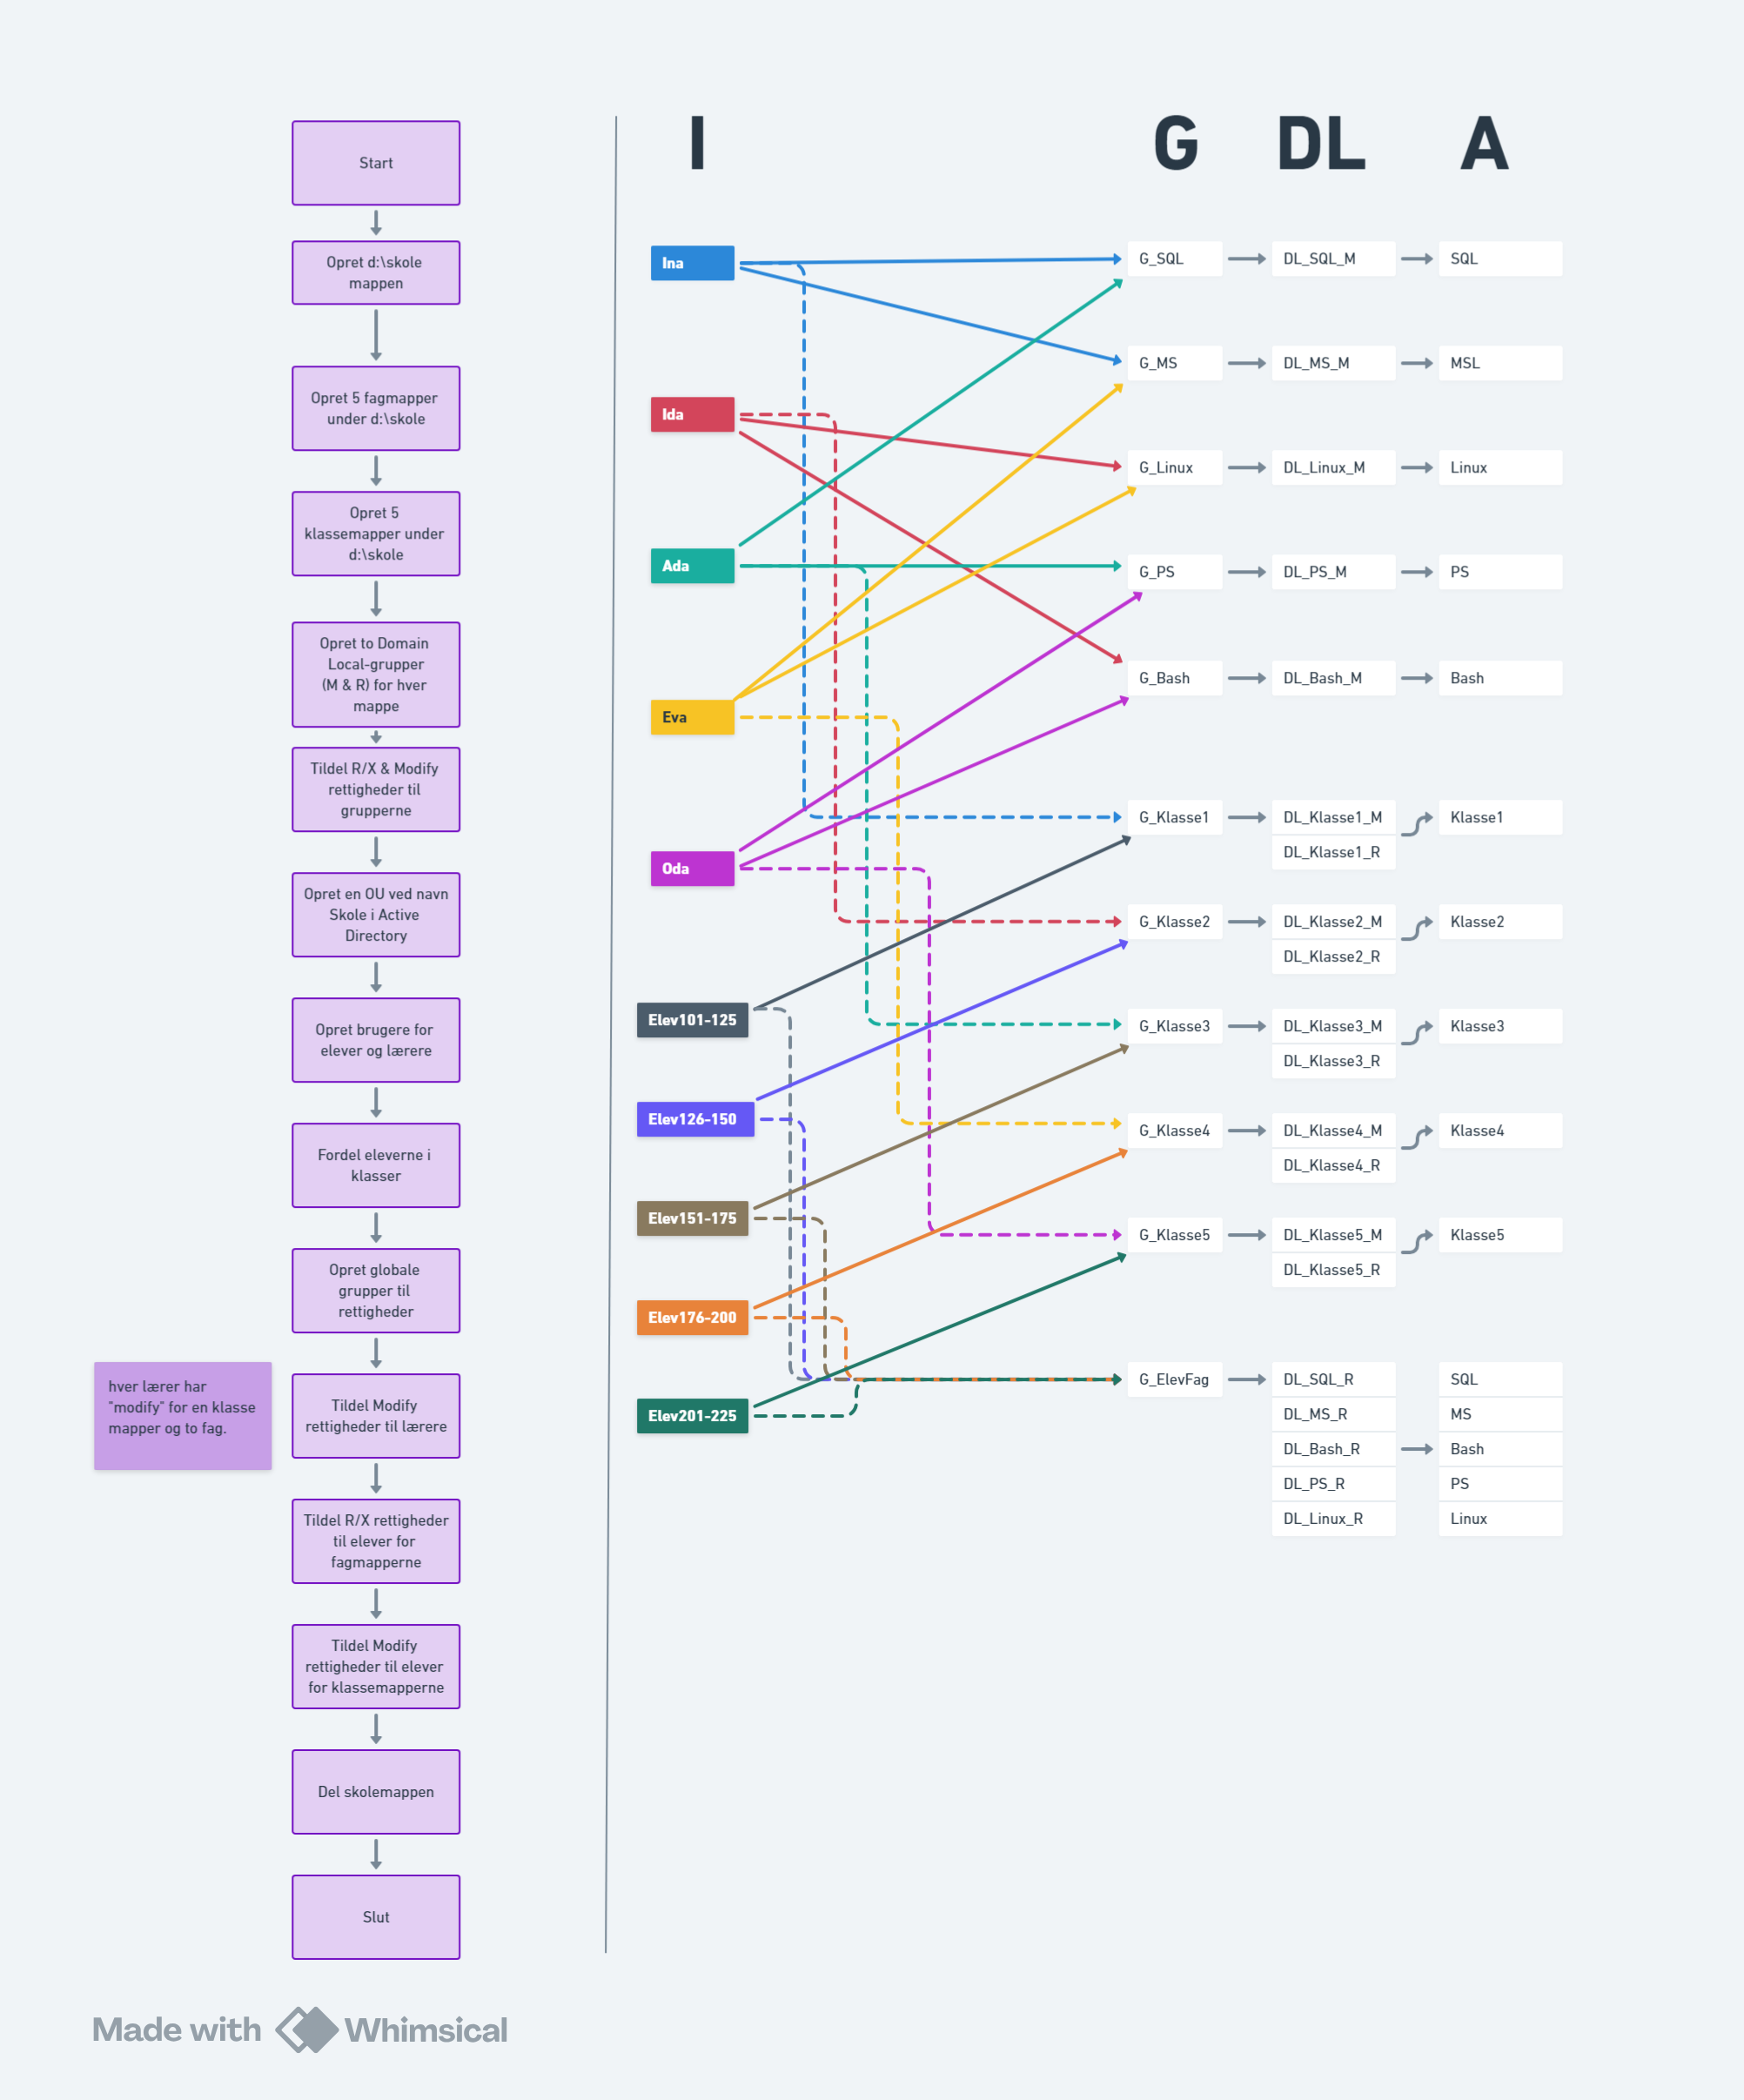 Start
Opret d:\skole
mappen
Opret 5 fagmapper
under d:\skole
Opret 5
klassemapper under
d:\skole
Opret to Domain
Local-grupper
(M & R) for hver
mappe
Tildel R/X & Modify
rettigheder til
grupperne
Opret en OU ved navn
Skole i Active
Directory
Opret brugere for
elever og lærere
Fordel eleverne i
klasser
Opret globale
grupper til
rettigheder
hver lærer har
"modify" for en klasse
mapper og to fag.
Tildel Modify
rettigheder til lærere
Tildel R/X rettigheder
til elever for
fagmapperne
Tildel Modify
rettigheder til elever
for klassemapperne
Del skolemappen
Slut
I G DL A
Ina
Ida
Ada
Eva
Oda
Elev101-125
Elev126-150
Elev151-175
Elev176-200
Elev201-225
G_SQL DL_SQL_M SQL
G_MS DL_MS_M MSL
G_Linux DL_Linux_M Linux
G_PS DL_PS_M PS
G_Bash DL_Bash_M Bash
G_Klasse1 DL_Klasse1_M Klasse1
DL_Klasse1_R
G_Klasse2 DL_Klasse2_M Klasse2
DL_Klasse2_R
G_Klasse3 DL_Klasse3_M Klasse3
DL_Klasse3_R
G_Klasse4 DL_Klasse4_M Klasse4
DL_Klasse4_R
G_Klasse5 DL_Klasse5_M Klasse5
DL_Klasse5_R
G_ElevFag DL_SQL_R SQL
DL_MS_R MS
DL_Bash_R Bash
DL_PS_R PS
DL_Linux_R Linux
Made with Whimsical